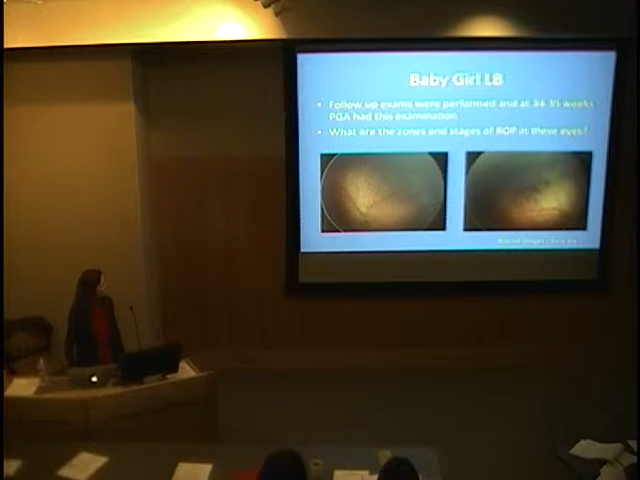 Baby Girl LB
• Follow up exams were performed and at 34-35 weeks
PGA had this examination
• What are the zones and stages of ROP in these eyes?